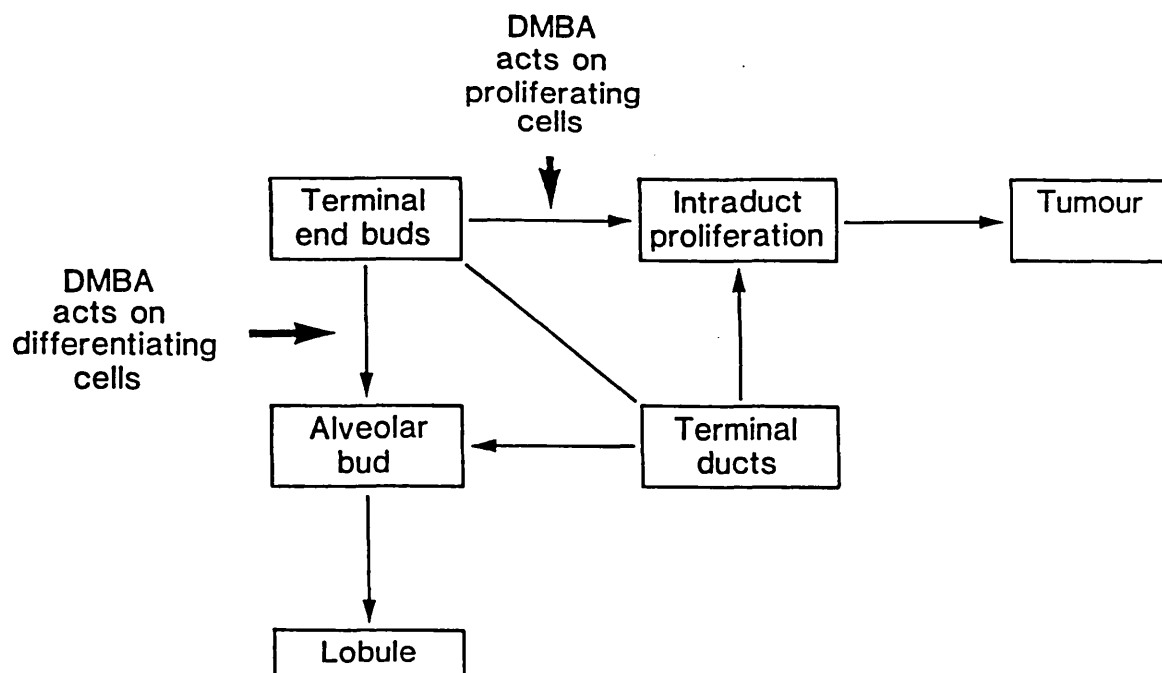 DMBA
acts on
proliferating
cells
Terminal
end buds
Intraduct
proliferation
Tumour
DMBA
acts on
differentiating
cells
Alveolar
bud
Terminal
ducts
Lobule